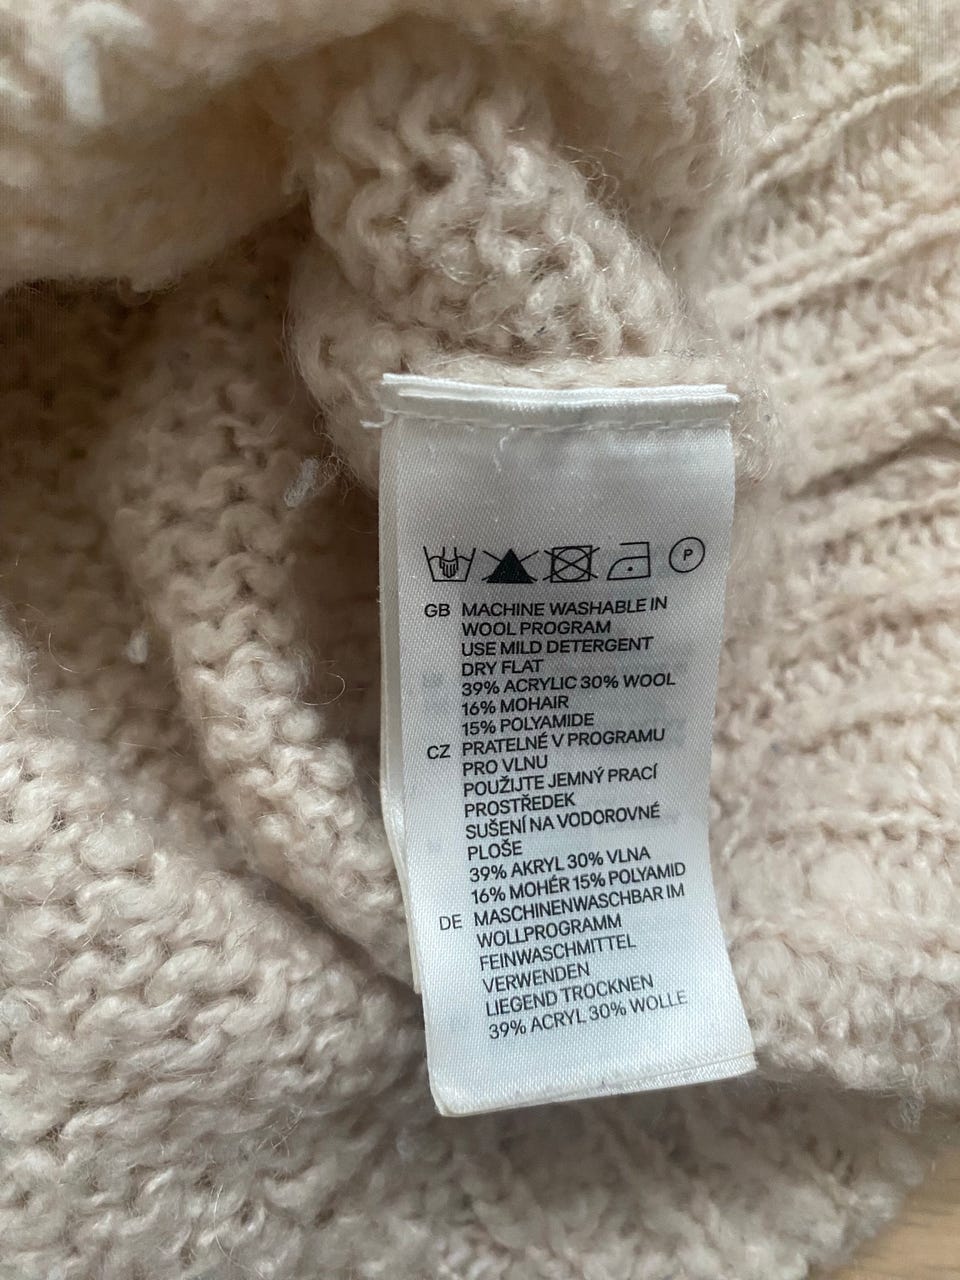 P
GB MACHINE WASHABLE IN
WOOL PROGRAM
USE MILD DETERGENT
DRY FLAT
39% ACRYLIC 30% WOOL
16% MOHAIR
15% POLYAMIDE
CZ PRATELNÉ V PROGRAMU
PRO VLNU
POUŽIJTE JEMNÝ PRACÍ
PROSTŘEDEK
SUŠENÍ NA VODOROVNÉ
PLOŠE
39% AKRYL 30% VLNA
16% MOHÉR 15% POLYAMID
DE MASCHINENWASCHBAR IM
WOLLPROGRAMM
FEINWASCHMITTEL
VERWENDEN
LIEGEND TROCKNEN
39% ACRYL 30% WOLLE